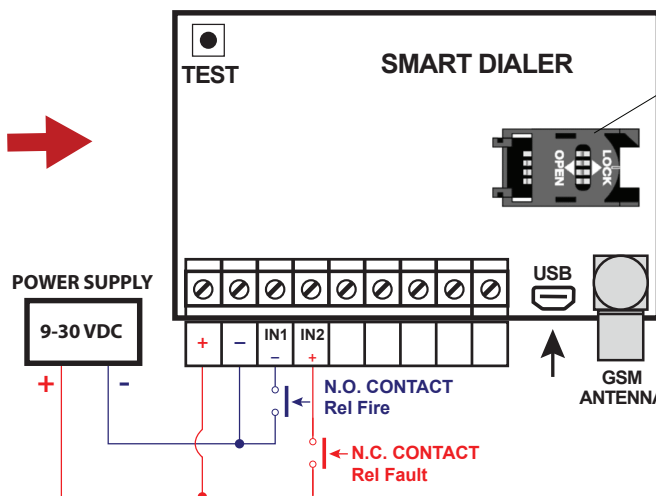 TEST
SMART DIALER
OPEN
LOCK
POWER SUPPLY
9-30 VDC
+
-
USB
+
–
IN1
–
IN2
+
GSM
ANTENNA
N.O. CONTACT
Rel Fire
N.C. CONTACT
Rel Fault